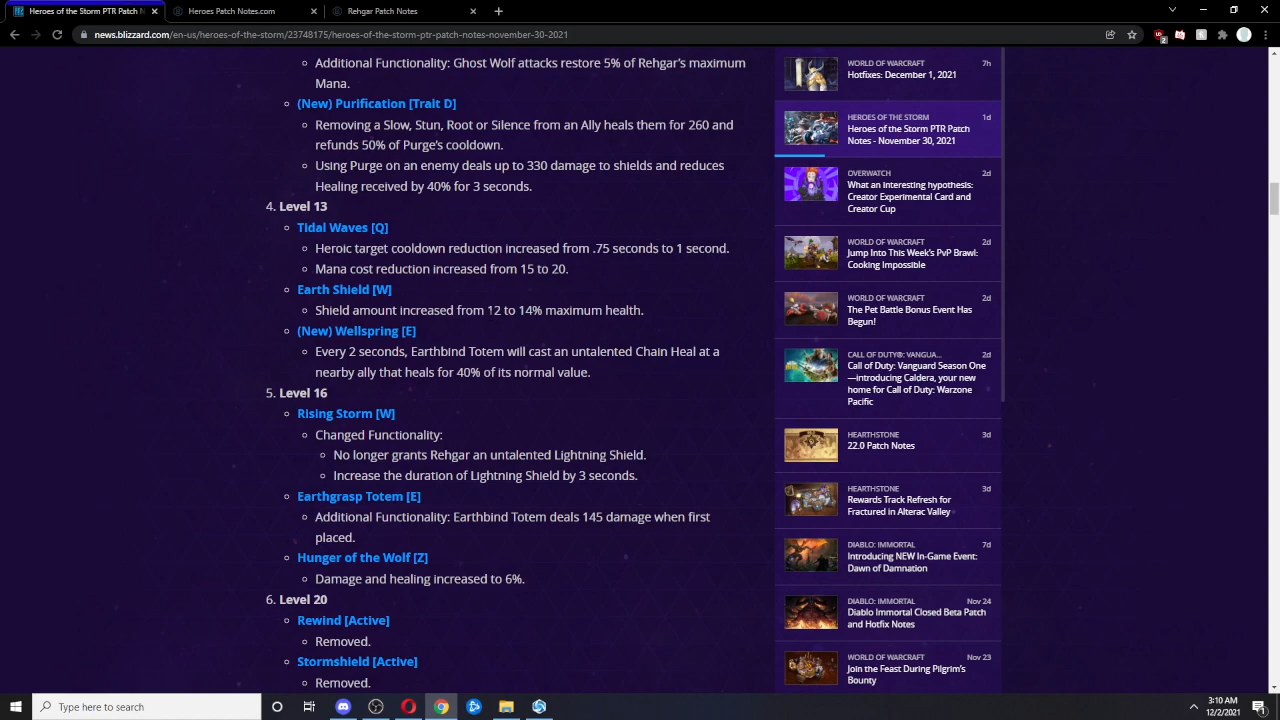 Heroes of the Storm PTR Patch N
Heroes Patch Notes.com
Rehgar Patch Notes
news.blizzard.com/en-us/heroes-of-the-storm/23748175/heroes-of-the-storm-ptr-patch-notes-november-30-2021
2
Additional Functionality: Ghost Wolf attacks restore 5% of Rehgar's maximum
Mana.
(New) Purification [Trait D]
Removing a Slow, Stun, Root or Silence from an Ally heals them for 260 and
refunds 50% of Purge's cooldown.
Using Purge on an enemy deals up to 330 damage to shields and reduces
Healing received by 40% for 3 seconds.
4. Level 13
Tidal Waves [Q]
Heroic target cooldown reduction increased from .75 seconds to 1 second.
Mana cost reduction increased from 15 to 20.
Earth Shield [W]
Shield amount increased from 12 to 14% maximum health.
(New) Wellspring [E]
Every 2 seconds, Earthbind Totem will cast an untalented Chain Heal at a
nearby ally that heals for 40% of its normal value.
5. Level 16
Rising Storm [W]
Changed Functionality:
No longer grants Rehgar an untalented Lightning Shield.
Increase the duration of Lightning Shield by 3 seconds.
Earthgrasp Totem [E]
Additional Functionality: Earthbind Totem deals 145 damage when first
placed.
Hunger of the Wolf [Z]
Damage and healing increased to 6%.
6. Level 20
Rewind [Active]
Removed.
Stormshield [Active]
Removed.
WORLD OF WARCRAFT 7h
Hotfixes: December 1, 2021
HEROES OF THE STORM 1d
Heroes of the Storm PTR Patch
Notes - November 30, 2021
OVERWATCH 2d
What an interesting hypothesis:
Creator Experimental Card and
Creator Cup
WORLD OF WARCRAFT 2d
Jump Into This Week's PvP Brawl:
Cooking Impossible
WORLD OF WARCRAFT 2d
The Pet Battle Bonus Event Has
Begun!
CALL OF DUTY®: VANGUA... 2d
Call of Duty: Vanguard Season One
—introducing Caldera, your new
home for Call of Duty: Warzone
Pacific
HEARTHSTONE 3d
22.0 Patch Notes
HEARTHSTONE 3d
Rewards Track Refresh for
Fractured in Alterac Valley
DIABLO: IMMORTAL 7d
Introducing NEW In-Game Event:
Dawn of Damnation
DIABLO: IMMORTAL Nov 24
Diablo Immortal Closed Beta Patch
and Hotfix Notes
WORLD OF WARCRAFT Nov 23
Join the Feast During Pilgrim's
Bounty
Type here to search
3:10 AM
12/2/2021
1